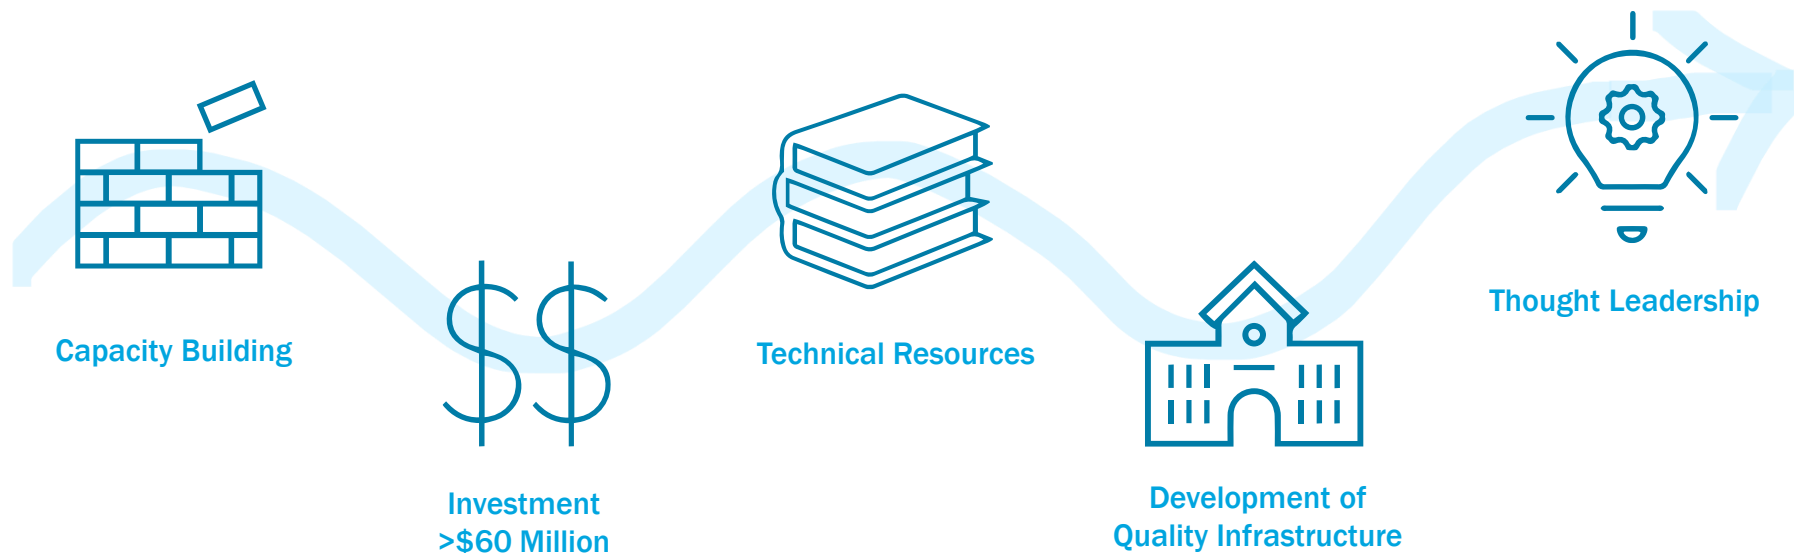 Capacity Building
Investment
>$60 Million
Technical Resources
Development of
Quality Infrastructure
Thought Leadership